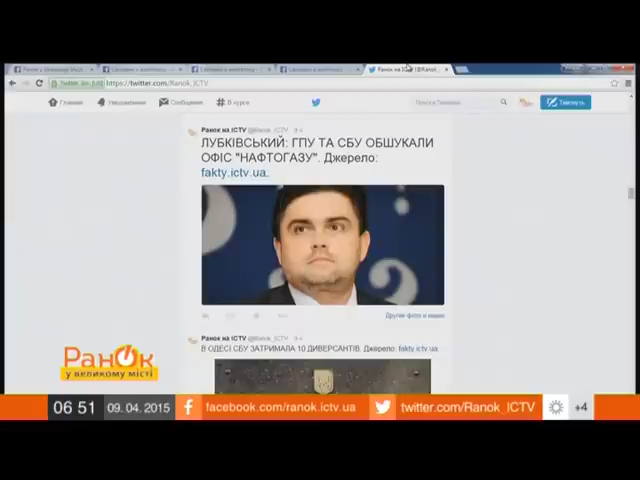 Ранок на ICTV (@Ranok_
https://twitter.com/Ranok_ICTV
Главная Уведомления Сообщения # В курсе Твитнуть
Ранок на ICTV @Ranok_ICTV
ЛУБКІВСЬКИЙ: ГПУ ТА СБУ ОБШУКАЛИ
ОФІС "НАФТОГАЗУ". Джерело:
fakty.ictv.ua.
Другие фото и видео
Ранок на ICTV @Ranok_ICTV
В ОДЕСІ СБУ ЗАТРИМАЛА 10 ДИВЕРСАНТІВ. Джерело: fakty.ictv.ua.
РАНОК
У ВЕЛИКОМУ МІСТІ
06 51 09. 04. 2015 facebook.com/ranok.ictv.ua twitter.com/Ranok_ICTV +4